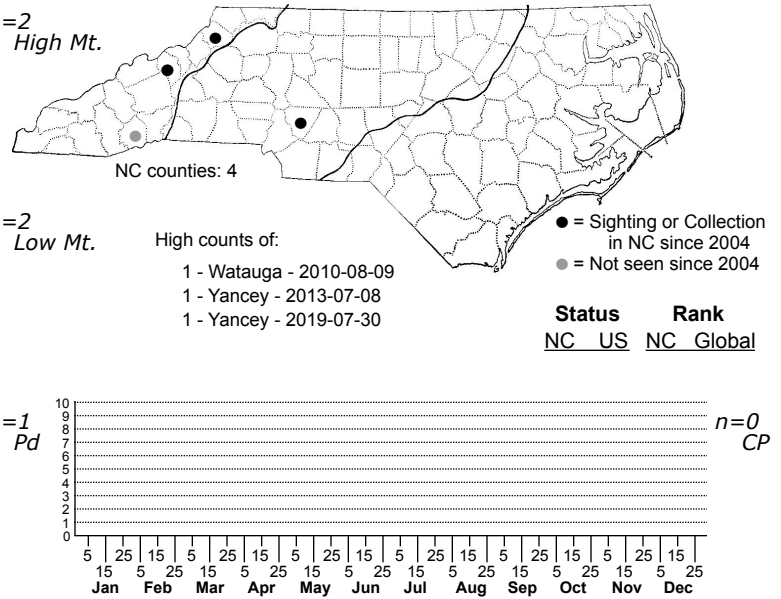 =2
High Mt.
NC counties: 4
=2
Low Mt.
High counts of:
1 - Watauga - 2010-08-09
1 - Yancey - 2013-07-08
1 - Yancey - 2019-07-30
● = Sighting or Collection
in NC since 2004
● = Not seen since 2004
Status Rank
NC US NC Global
=1
Pd
n=0
CP
10
9
8
7
6
5
4
3
2
1
0
5 25 15 5 25 15 5 25 15 5 25 15 5 25 15 5 25 15
15 5 25 15 5 25 15 5 25 15 5 25 15 5 25 15 5 25
Jan Feb Mar Apr May Jun Jul Aug Sep Oct Nov Dec